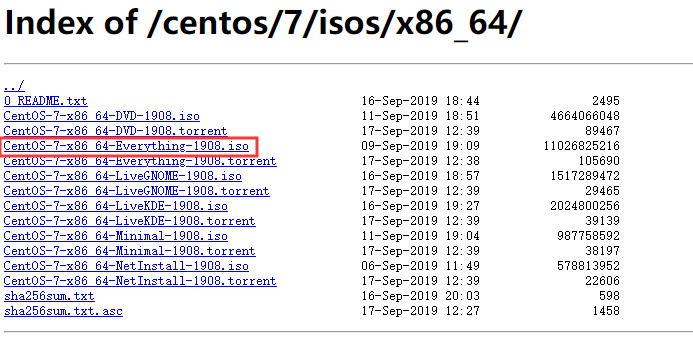 Index of /centos/7/isos/x86_64/
../
0_README.txt 16-Sep-2019 18:44 2495
CentOS-7-x86_64-DVD-1908.iso 11-Sep-2019 18:51 4664066048
CentOS-7-x86_64-DVD-1908.torrent 17-Sep-2019 12:39 89467
CentOS-7-x86_64-Everything-1908.iso 09-Sep-2019 19:09 11026825216
CentOS-7-x86_64-Everything-1908.torrent 17-Sep-2019 12:38 105690
CentOS-7-x86_64-LiveGNOME-1908.iso 16-Sep-2019 18:57 1517289472
CentOS-7-x86_64-LiveGNOME-1908.torrent 17-Sep-2019 12:39 29465
CentOS-7-x86_64-LiveKDE-1908.iso 16-Sep-2019 19:27 2024800256
CentOS-7-x86_64-LiveKDE-1908.torrent 17-Sep-2019 12:39 39139
CentOS-7-x86_64-Minimal-1908.iso 11-Sep-2019 19:04 987758592
CentOS-7-x86_64-Minimal-1908.torrent 17-Sep-2019 12:39 38197
CentOS-7-x86_64-NetInstall-1908.iso 06-Sep-2019 11:49 578813952
CentOS-7-x86_64-NetInstall-1908.torrent 17-Sep-2019 12:39 22606
sha256sum.txt 16-Sep-2019 20:03 598
sha256sum.txt.asc 17-Sep-2019 12:27 1458